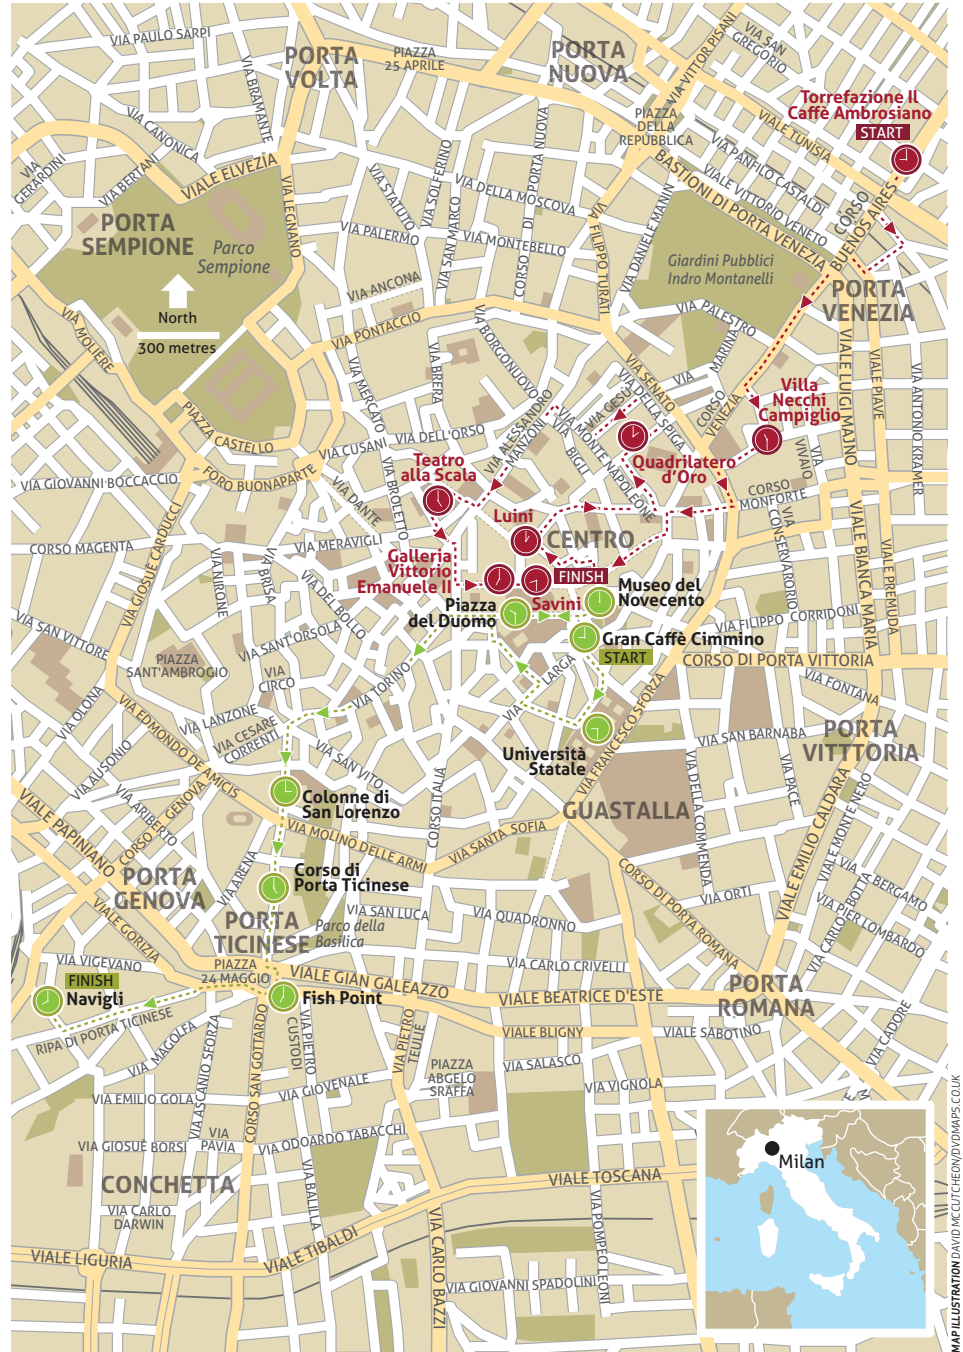 VIA PAULO SARPI
PORTA
VOLTA
PIAZZA
25 APRILE
PORTA
NUOVA
VIA VITTOR PISANI
VIA SAN
GREGORIO
VIA BRAMANTE
Torrefazione Il
Caffè Ambrosiano
START
VIA CANONICA
PIAZZA
DELLA
REPUBBLICA
VIALE TUNISIA
VIA
GERARDINI
VIA BERTANI
VIALE ELVEZIA
VIA LEGNANO
VIA STATUTO
VIA SOLFERINO
VIA SAN MARCO
VIA DELLA MOSCOVA
CORSO DI PORTA NUOVA
BASTIONI DI PORTA VENEZIA
VIA PANFILO CASTALDI
VIALE VITTORIO VENETO
CORSO
BUENOS AIRES
PORTA
SEMPIONE
Parco
Sempione
VIA PALERMO
VIA MONTEBELLO
VIA FILIPPO TURATI
VIA DANIELE MANIN
Giardini Pubblici
Indro Montanelli
PORTA
VENEZIA
North
300 metres
VIA ANCONA
VIA MOLIÈRE
VIA PONTACCIO
VIA PALESTRO
VIA BORGONUOVO
VIA BRERA
VIA MERCATO
VIA SENATO
VIA
MARINA
VIALE LUIGI MAJNO
VIALE PIAVE
VIA ANTONIO KRAMER
PIAZZA CASTELLO
VIA CUSANI
VIA DELL'ORSO
VIA ALESSANDRO
MANZONI
VIA GESÙ
VIA DELLA SPIGA
VIA MONTE NAPOLEONE
VIA
BIGLI
CORSO
VENEZIA
Villa
Necchi
Campiglio
VIA
VIVAIO
Quadrilatero
d'Oro
FORO BUONAPARTE
VIA GIOVANNI BOCCACCIO
VIA DANTE
VIA BROLETTO
Teatro
alla Scala
Luini
CENTRO
CORSO
MONFORTE
CORSO MAGENTA
VIA GIOSUE CARDUCCI
VIA MERAVIGLI
Galleria
Vittorio
Emanuele II
FINISH
Savini
VIA
CONSERVARORIO
VIALE BIANCA MARIA
VIALE PREMUDA
VIA NIRONE
VIA BRISA
VIA DEL BOLLO
Piazza
del Duomo
Museo del
Novecento
Gran Caffè Cimmino
START
VIA FILIPPO CORRIDONI
VIA SAN VITTORE
VIA SANT'ORSOLA
PIAZZA
SANT'AMBROGIO
VIA
CIRCO
VIA TORINO
VIA LARGA
CORSO DI PORTA VITTORIA
VIA FONTANA
VIA OLONA
VIA EDMONDO DE AMICIS
VIA LANZONE
VIA CESARE
CORRENTI
VIA SAN VITO
Università
Statale
VIA FRANCESCO SFORZA
VIA SAN BARNABA
PORTA
VITTTORIA
VIA AUSONIO
Colonne di
San Lorenzo
CORSO ITALIA
GUASTALLA
VIA DELLA COMMENDA
VIA PACE
VIALE PAPINIANO
VIA ARIBERTO
CORSO DI GENOVA
VIA MOLINO DELLE ARMI
VIA SANTA SOFIA
VIALE EMILIO CALDARA
VIALE MONTE NERO
PORTA
GENOVA
VIA ARENA
Corso di
Porta Ticinese
CORSO DI PORTA ROMANA
VIA ORTI
VIA BERGAMO
VIA PIER LOMBARDO
VIA CARLO BOTTA
VIALE GORIZIA
PORTA
TICINESE
Parco della
Basilica
VIA SAN LUCA
VIA QUADRONNO
VIA VIGEVANO
PIAZZA
24 MAGGIO
VIA CARLO CRIVELLI
FINISH
Navigli
VIALE GIAN GALEAZZO
Fish Point
VIALE BEATRICE D'ESTE
PORTA
ROMANA
RIPA DI PORTA TICINESE
VIA MAGOLFA
VIA ASCANIO SFORZA
CORSO SAN GOTTARDO
CUSTODI
VIA PIETRO
VIA PIETRO
TEULIÈ
VIALE BLIGNY
VIALE SABOTINO
VIA CADORE
PIAZZA
ABGELO
SRAFFA
VIA SALASCO
VIA VIGNOLA
VIA EMILIO GOLA
VIA GIOVENALE
VIA GIOSUÈ BORSI
VIA
PAVIA
VIA ODOARDO TABACCHI
CONCHETTA
VIA CARLO
DARWIN
VIA BALILLA
VIALE TOSCANA
VIALE LIGURIA
VIALE TIBALDI
VIA CARLO BAZZI
VIA GIOVANNI SPADOLINI
VIA POMPEO LEONI
Milan
MAP ILLUSTRATION DAVID MCCUTCHEON/DVDMAPS.CO.UK